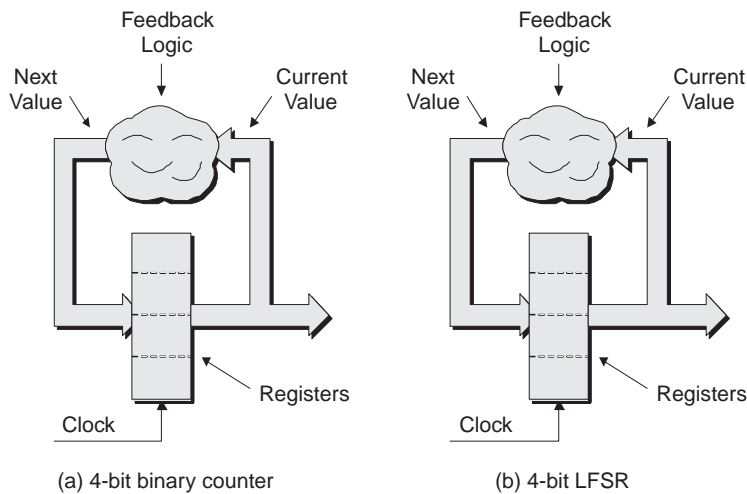 Feedback
Logic
Next
Value
Current
Value
Registers
Clock
(a) 4-bit binary counter
Feedback
Logic
Next
Value
Current
Value
Registers
Clock
(b) 4-bit LFSR